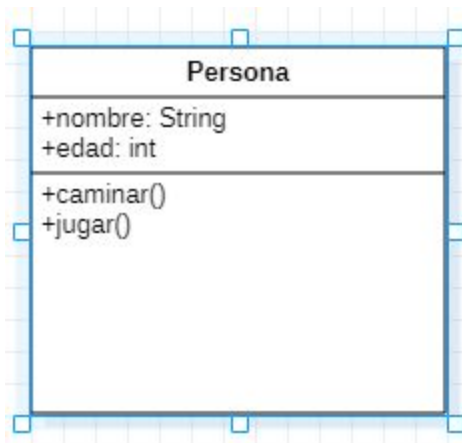 Persona
+nombre: String
+edad: int
+caminar()
+jugar()